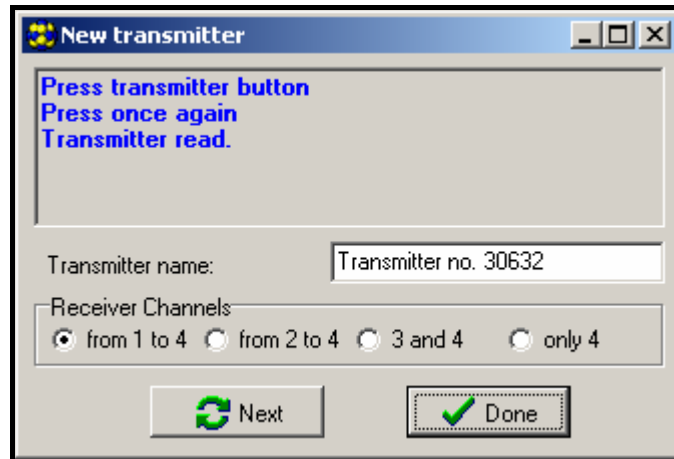 New transmitter
Press transmitter button
Press once again
Transmitter read.
Transmitter name: Transmitter no. 30632
Receiver Channels
from 1 to 4 from 2 to 4 3 and 4 only 4
Next Done